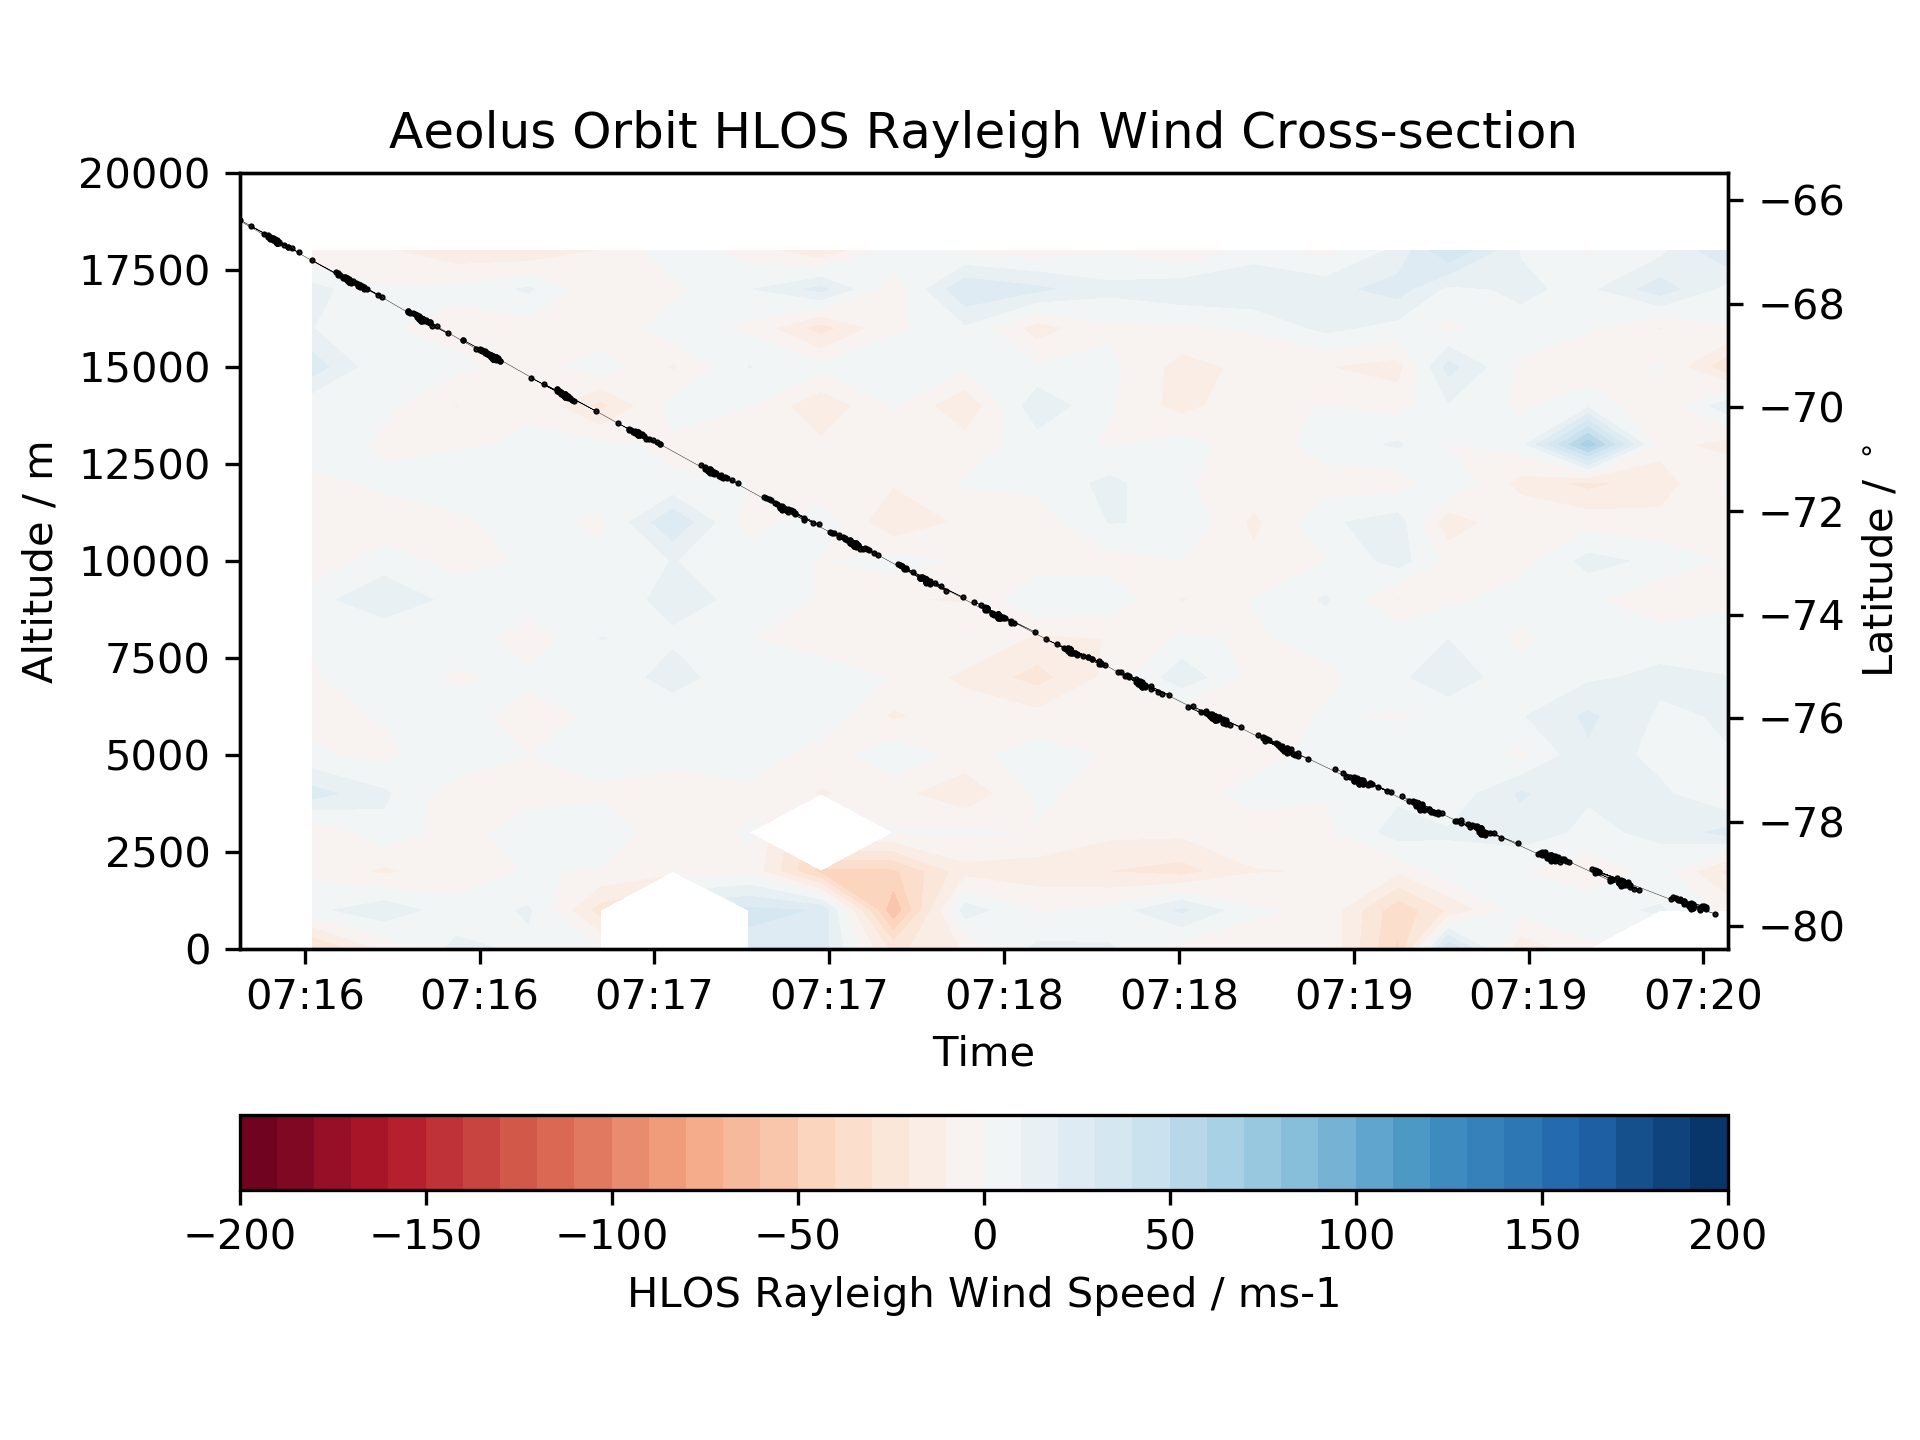 Aeolus Orbit HLOS Rayleigh Wind Cross-section
20000
17500
15000
12500
10000
7500
5000
2500
0
Altitude / m
−66
−68
−70
−72
−74
−76
−78
−80
Latitude / °
07:16 07:16 07:17 07:17 07:18 07:18 07:19 07:19 07:20
Time
−200 −150 −100 −50 0 50 100 150 200
HLOS Rayleigh Wind Speed / ms-1